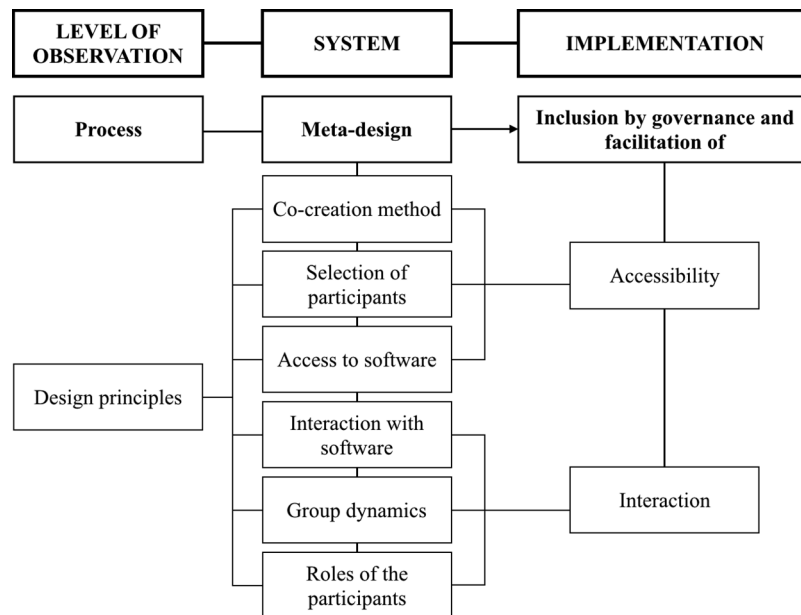 LEVEL OF
OBSERVATION
SYSTEM
IMPLEMENTATION
Process
Meta-design
Inclusion by governance and
facilitation of
Co-creation method
Selection of
participants
Accessibility
Access to software
Design principles
Interaction with
software
Group dynamics
Interaction
Roles of the
participants